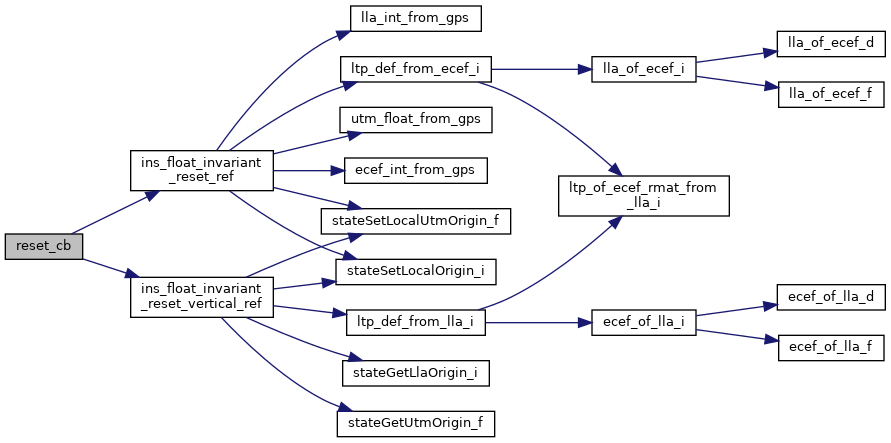 lla_int_from_gps
ltp_def_from_ecef_i
lla_of_ecef_i
lla_of_ecef_d
lla_of_ecef_f
utm_float_from_gps
ins_float_invariant
_reset_ref
ecef_int_from_gps
ltp_of_ecef_rmat_from
_lla_i
stateSetLocalUtmOrigin_f
reset_cb
stateSetLocalOrigin_i
ins_float_invariant
_reset_vertical_ref
ltp_def_from_lla_i
ecef_of_lla_i
ecef_of_lla_d
ecef_of_lla_f
stateGetLlaOrigin_i
stateGetUtmOrigin_f